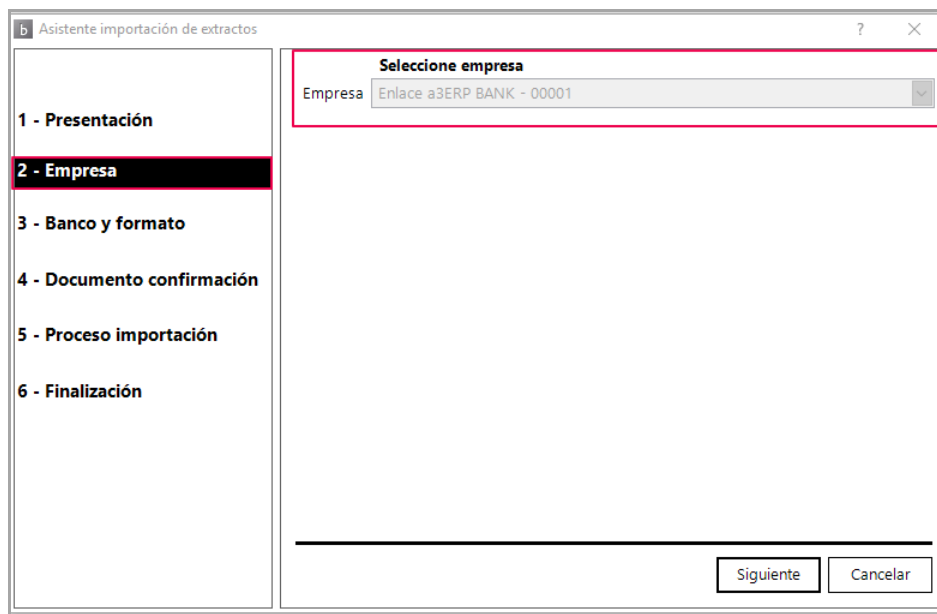 b Asistente importación de extractos ?
1 - Presentación
2 - Empresa
3 - Banco y formato
4 - Documento confirmación
5 - Proceso importación
6 - Finalización
Seleccione empresa
Empresa Enlace a3ERP BANK - 00001
Siguiente Cancelar